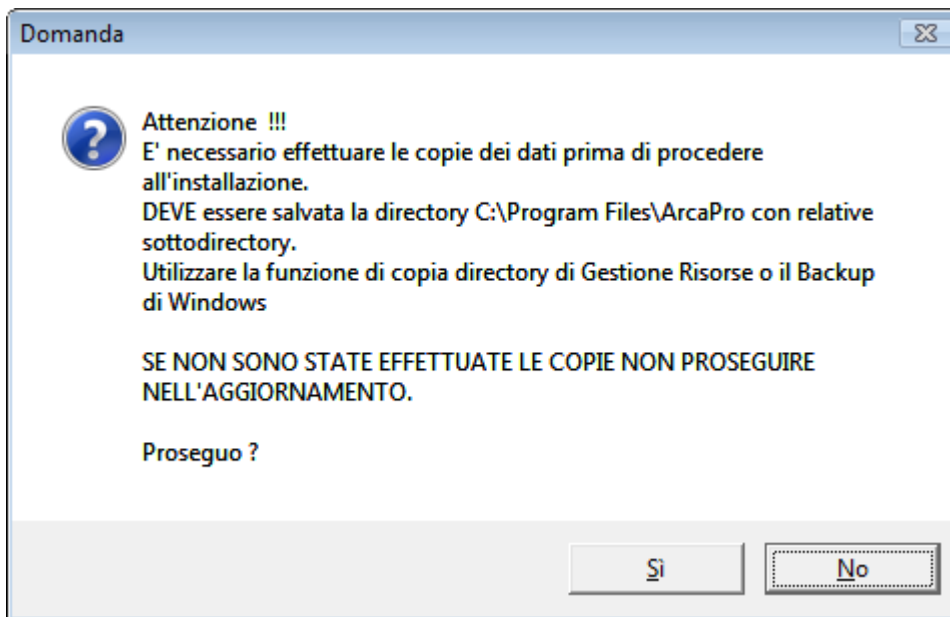 Domanda
Attenzione  !!!
E' necessario effettuare le copie dei dati prima di procedere
all'installazione.
DEVE essere salvata la directory C:\Program Files\ArcaPro con relative
sottodirectory.
Utilizzare la funzione di copia directory di Gestione Risorse o il Backup
di Windows
SE NON SONO STATE EFFETTUATE LE COPIE NON PROSEGUIRE
NELL'AGGIORNAMENTO.
Proseguo ?
Sì
No